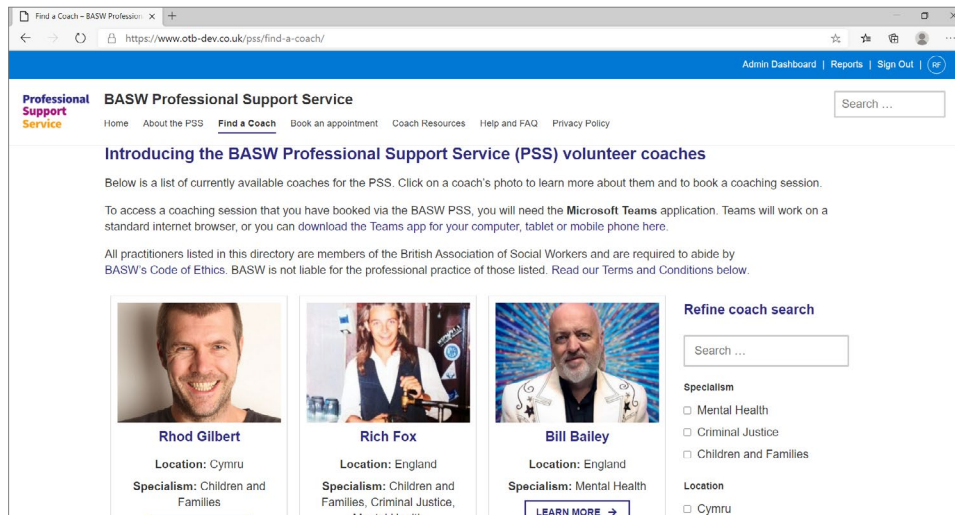 Find a Coach – BASW Profession
https://www.otb-dev.co.uk/pss/find-a-coach/
Admin Dashboard | Reports | Sign Out | RF
Professional
Support
Service
BASW Professional Support Service
Search ...
Home About the PSS Find a Coach Book an appointment Coach Resources Help and FAQ Privacy Policy
Introducing the BASW Professional Support Service (PSS) volunteer coaches
Below is a list of currently available coaches for the PSS. Click on a coach's photo to learn more about them and to book a coaching session.
To access a coaching session that you have booked via the BASW PSS, you will need the Microsoft Teams application. Teams will work on a
standard internet browser, or you can download the Teams app for your computer, tablet or mobile phone here.
All practitioners listed in this directory are members of the British Association of Social Workers and are required to abide by
BASW's Code of Ethics. BASW is not liable for the professional practice of those listed. Read our Terms and Conditions below.
Rhod Gilbert
Location: Cymru
Specialism: Children and
Families
Rich Fox
Location: England
Specialism: Children and
Families, Criminal Justice,
Mental Health
Bill Bailey
Location: England
Specialism: Mental Health
LEARN MORE →
Refine coach search
Search ...
Specialism
Mental Health
Criminal Justice
Children and Families
Location
Cymru